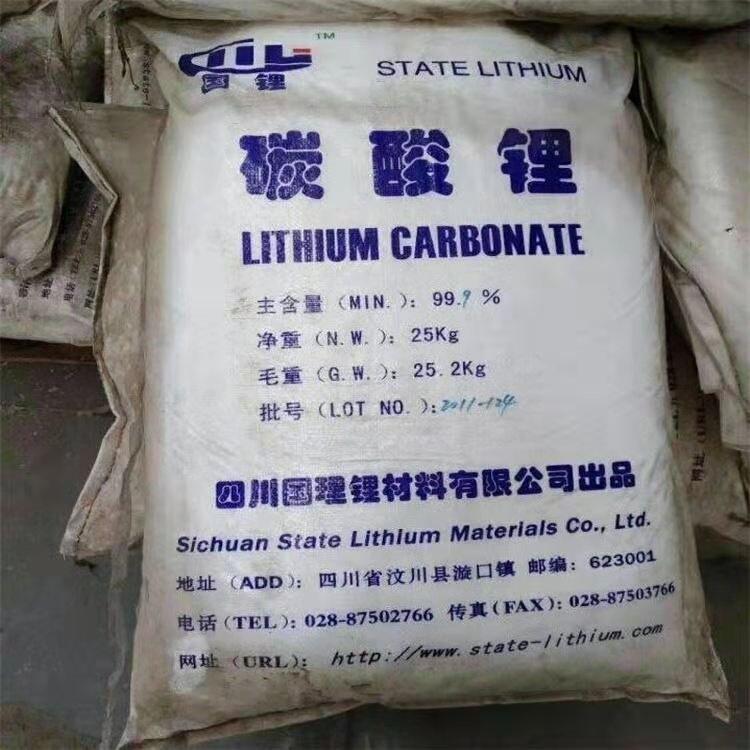 TM
国锂
STATE LITHIUM
碳酸锂
LITHIUM CARBONATE
主含量(MIN.): 99.9 %
净重(N.W.): 25Kg
毛重(G.W.): 25.2Kg
批号(LOT NO.): 2011-124
四川国理锂材料有限公司出品
Sichuan State Lithium Materials Co., Ltd.
地址(ADD): 四川省汶川县漩口镇 邮编: 623001
电话(TEL): 028-87502766 传真(FAX): 028-87503766
网址(URL): http://www.state-lithium.com